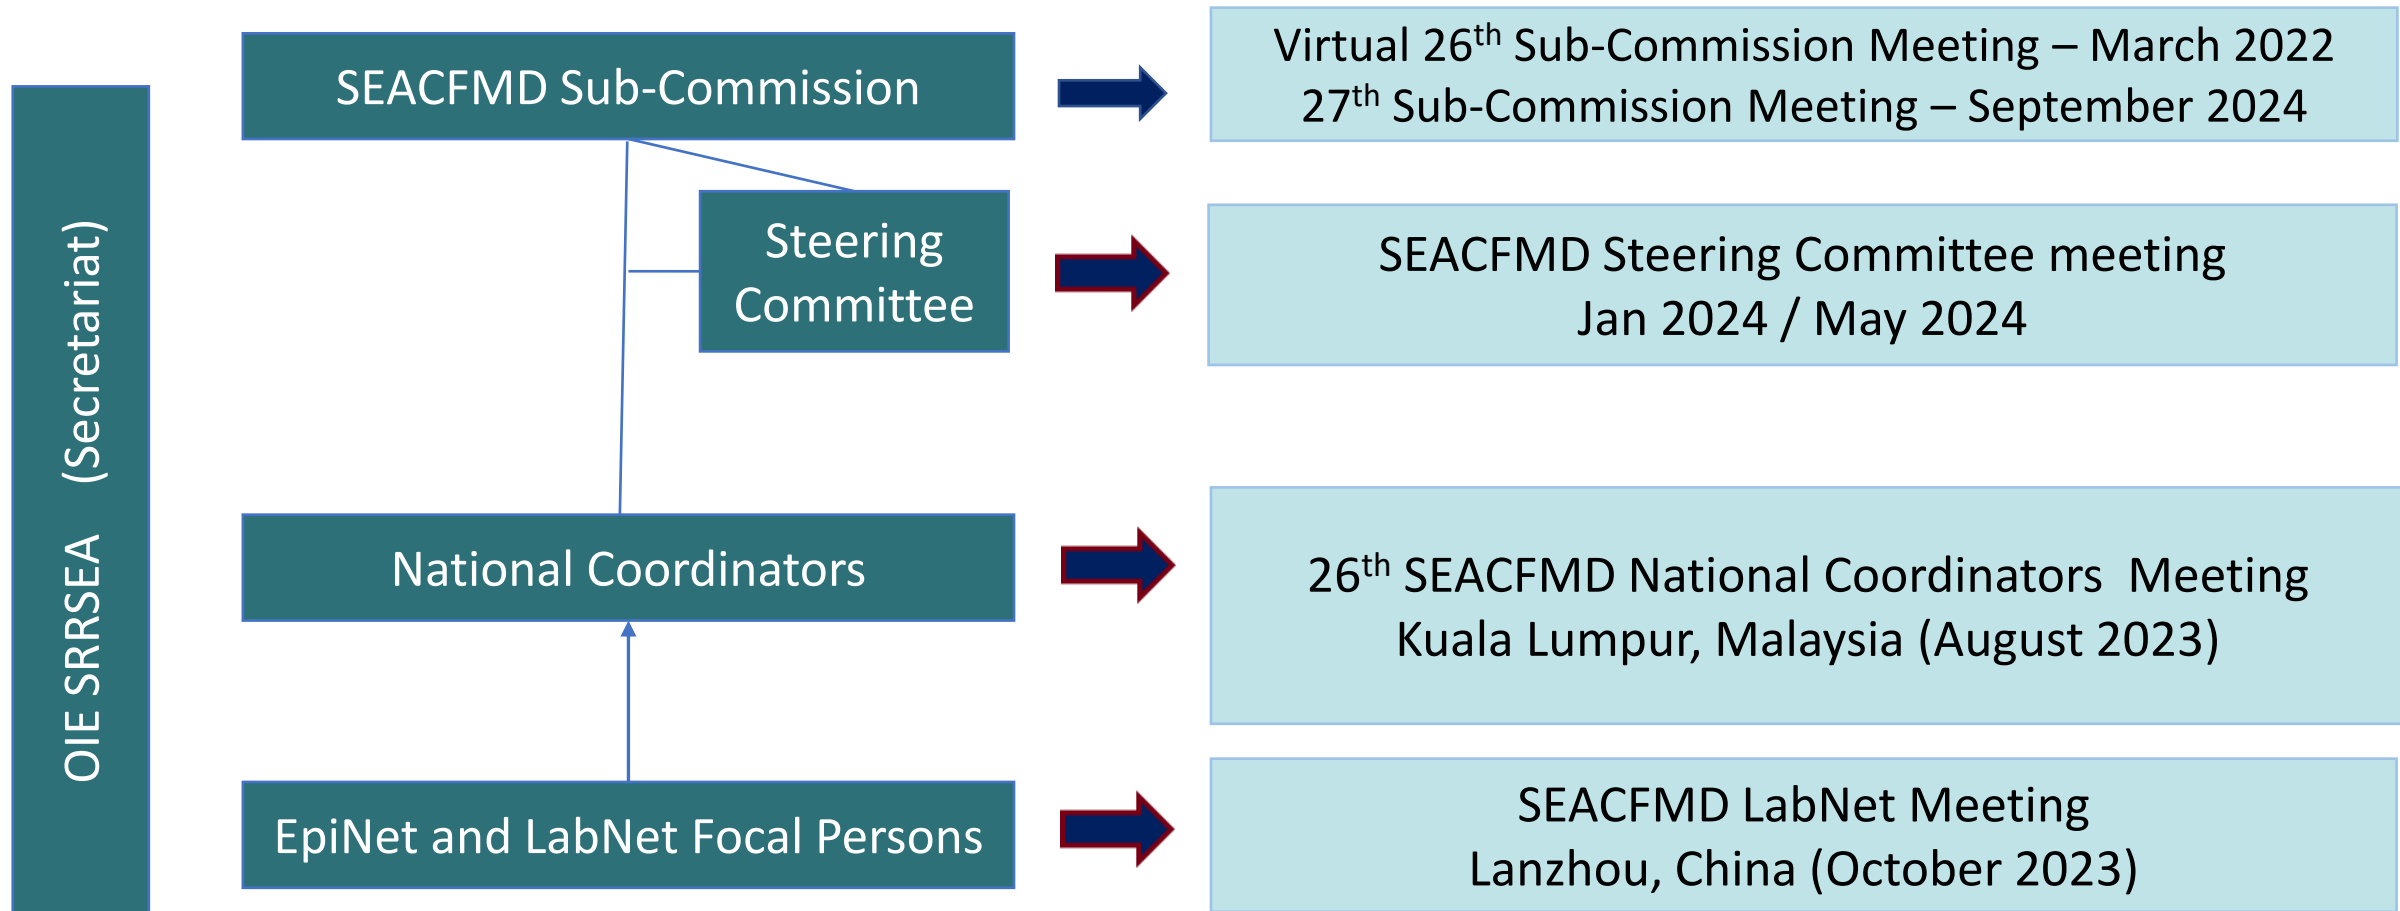 OIE SRRSEA (Secretariat)
SEACFMD Sub-Commission
Virtual 26th Sub-Commission Meeting – March 2022
27th Sub-Commission Meeting – September 2024
Steering
Committee
SEACFMD Steering Committee meeting
Jan 2024 / May 2024
National Coordinators
26th SEACFMD National Coordinators  Meeting
Kuala Lumpur, Malaysia (August 2023)
EpiNet and LabNet Focal Persons
SEACFMD LabNet Meeting
Lanzhou, China (October 2023)